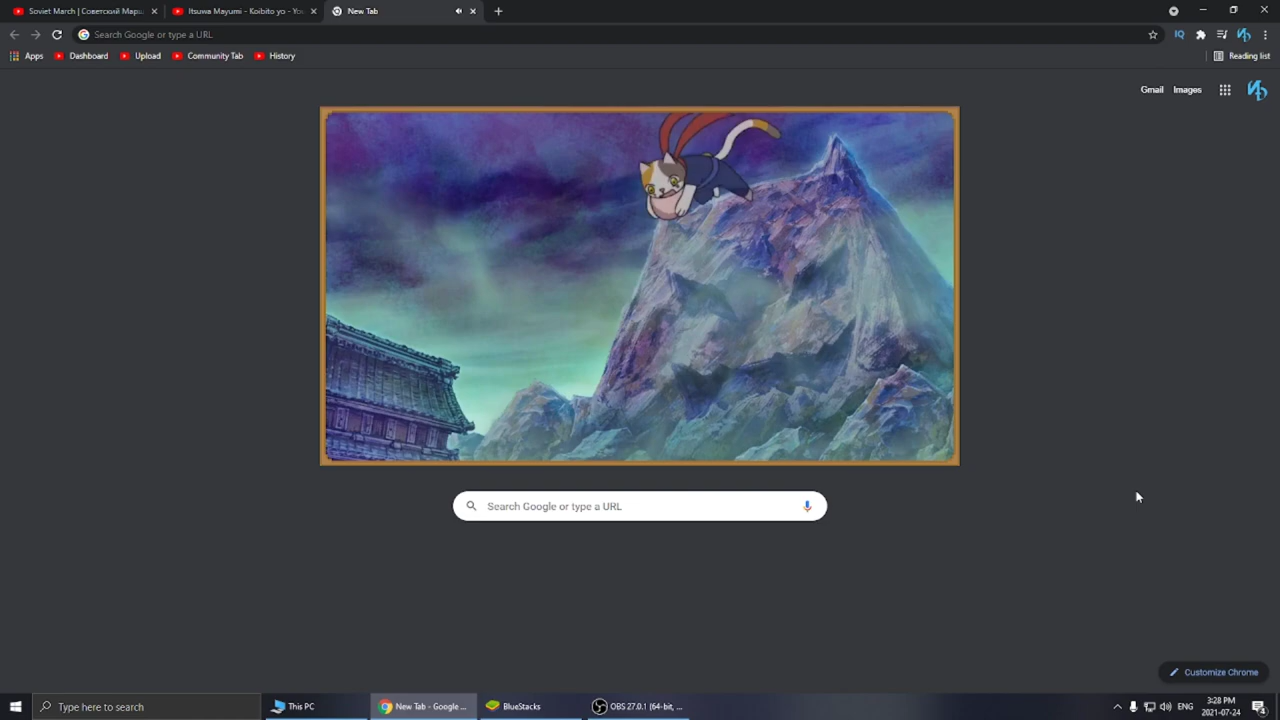 Soviet March | Советский Марш
Itsuwa Mayumi - Koibito yo - You
New Tab
Search Google or type a URL
Apps
Dashboard
Upload
Community Tab
History
Reading list
Gmail
Images
Search Google or type a URL
Customize Chrome
Type here to search
This PC
New Tab - Google ...
BlueStacks
OBS 27.0.1 (64-bit, ...
ENG
3:28 PM
2021-07-24